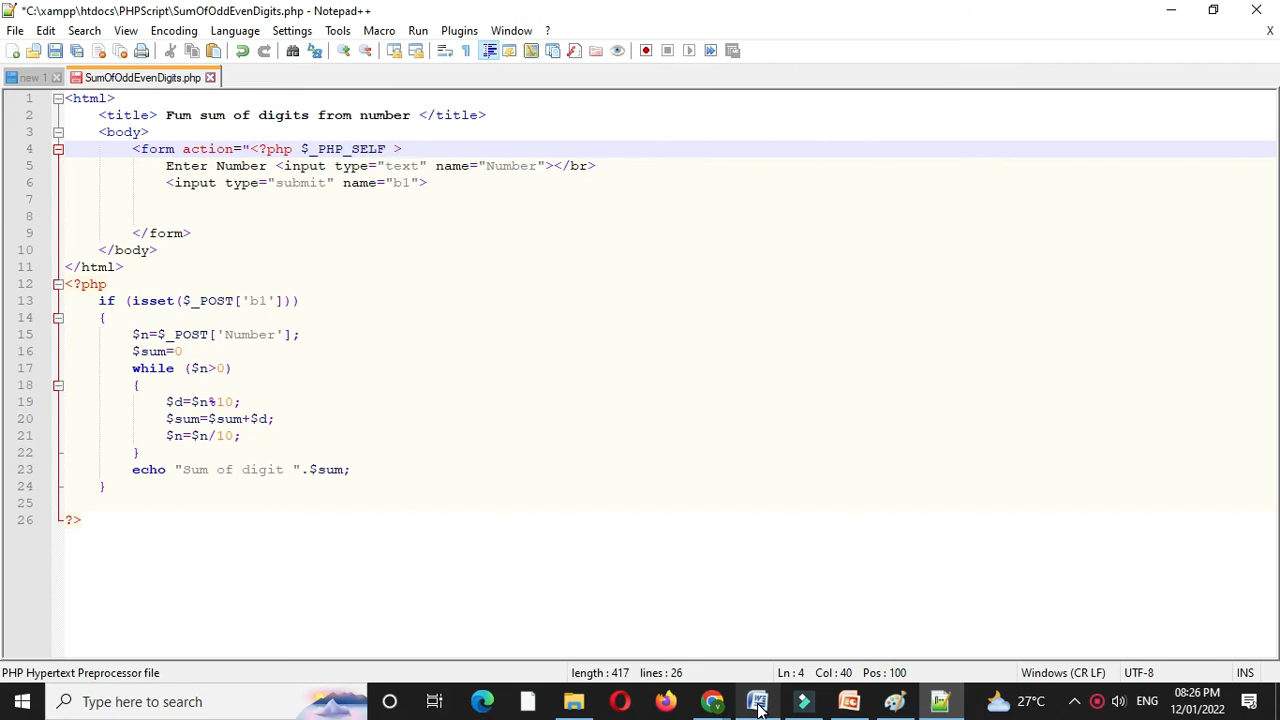 *C:\xampp\htdocs\PHPScript\SumOfOddEvenDigits.php - Notepad++
File Edit Search View Encoding Language Settings Tools Macro Run Plugins Window ? X
new 1 SumOfOddEvenDigits.php
1 <html>
2 <title> Fum sum of digits from number </title>
3 <body>
4 <form action="<?php $_PHP_SELF >
5 Enter Number <input type="text" name="Number"></br>
6 <input type="submit" name="b1">
7
8
9 </form>
10 </body>
11 </html>
12 <?php
13 if (isset($_POST['b1']))
14 {
15 $n=$_POST['Number'];
16 $sum=0
17 while ($n>0)
18 {
19 $d=$n%10;
20 $sum=$sum+$d;
21 $n=$n/10;
22 }
23 echo "Sum of digit ".$sum;
24 }
25
26 ?>
PHP Hypertext Preprocessor file length : 417 lines : 26 Ln : 4 Col : 40 Pos : 100 Windows (CR LF) UTF-8 INS
Type here to search 27°C ENG 08:26 PM
12/01/2022